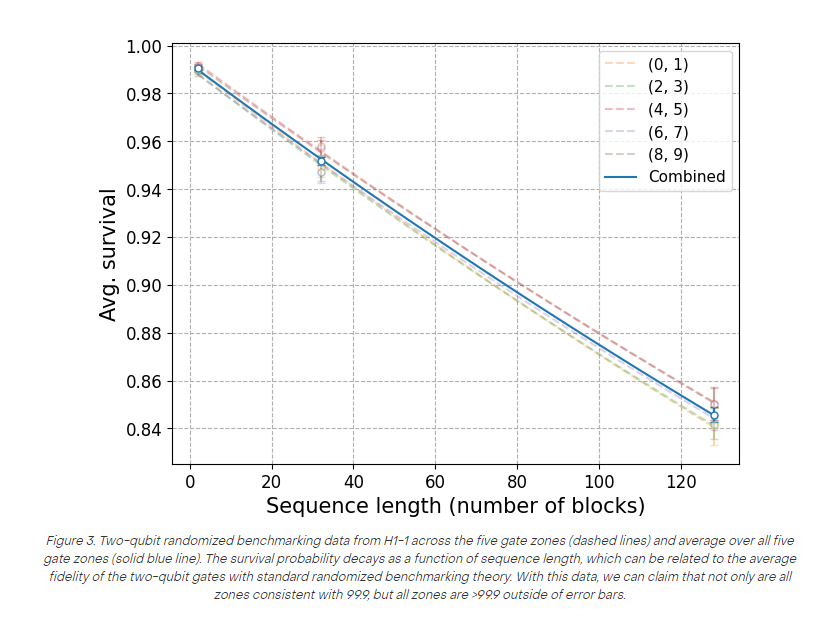 1.00
0.98
0.96
0.94
0.92
0.90
0.88
0.86
0.84
Avg. survival
(0, 1)
(2, 3)
(4, 5)
(6, 7)
(8, 9)
Combined
0 20 40 60 80 100 120
Sequence length (number of blocks)
Figure 3. Two-qubit randomized benchmarking data from H1-1 across the five gate zones (dashed lines) and average over all five
gate zones (solid blue line). The survival probability decays as a function of sequence length, which can be related to the average
fidelity of the two-qubit gates with standard randomized benchmarking theory. With this data, we can claim that not only are all
zones consistent with 99.9, but all zones are >99.9 outside of error bars.